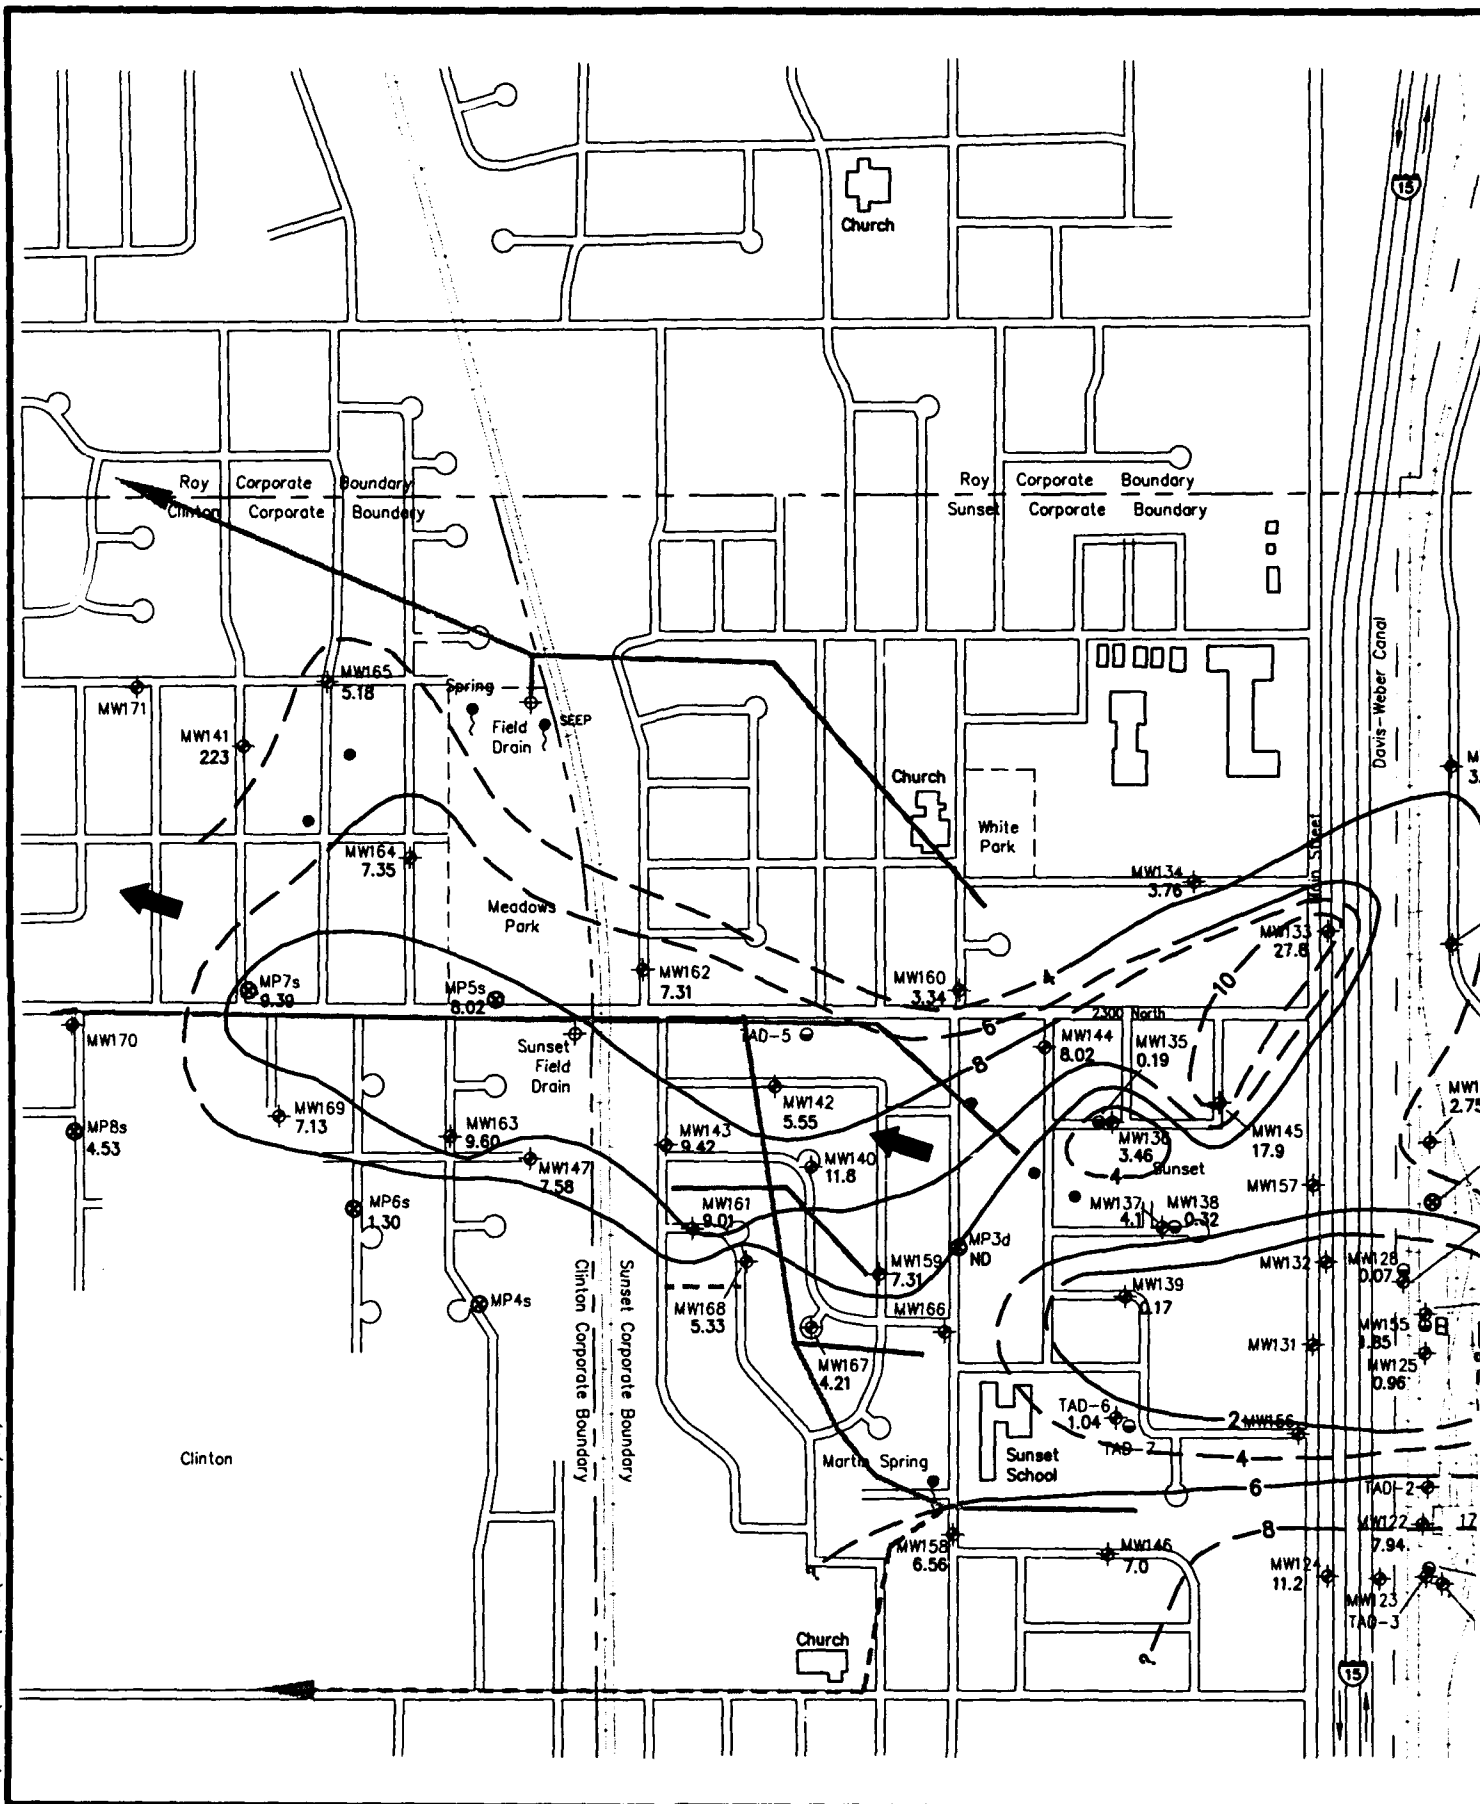 15
Church
Roy Corporate Boundary
Clinton Corporate Boundary
Roy Corporate Boundary
Sunset Corporate Boundary
Davis-Weber Canal
MW165
5.18
MW171
Spring
SEEP
Field
Drain
MW141
223
Church
White
Park
Main Street
MW164
7.35
MW134
3.76
Meadows
Park
MW133
27.8
MW162
7.31
MW160
3.34
4
10
MP7s
9.39
MP5s
8.02
6
2300 North
MW170
TAD-5
Sunset
Field
Drain
MW144
8.02
MW135
0.19
8
MW142
5.55
MW169
7.13
MP8s
4.53
MW163
9.60
MW143
9.42
MW145
17.9
MW136
3.46
4
Sunset
MW140
11.8
MW147
7.58
MW157
MP6s
1.30
MW161
9.01
MW137
4.1
MW138
0.32
MP3d
ND
MW159
7.31
MW132
MW128
0.07
MP4s
MW139
0.17
MW168
5.33
MW166
MW155
1.85
MW131
MW125
0.96
MW167
4.21
Clinton Corporate Boundary
Sunset Corporate Boundary
TAD-6
1.04
TAD-7
2
MW156
4
Clinton
Martin Spring
Sunset
School
6
TAD-2
8
MW122
7.94
17
MW158
6.56
MW146
7.0
MW124
11.2
MW123
TAD-3
?
Church
15